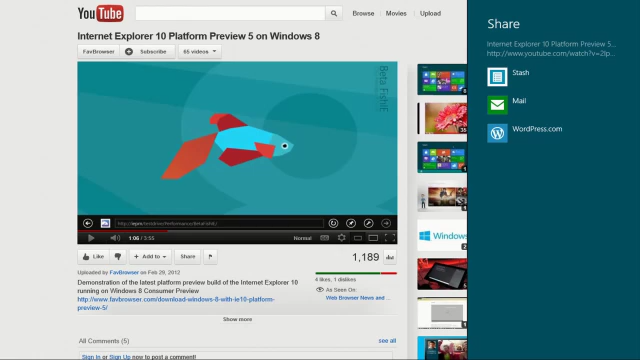 YouTube
Browse
Movies
Upload
Internet Explorer 10 Platform Preview 5 on Windows 8
FavBrowser
Subscribe
65 videos
Beta Fish IE
1:06 / 3:55
Normal
Like
Add to
Share
1,189
Uploaded by FavBrowser on Feb 29, 2012
4 likes, 1 dislikes
Demonstration of the latest platform preview build of the Internet Explorer 10
running on Windows 8 Consumer Preview
As Seen On:
http://www.favbrowser.com/download-windows-8-with-ie10-platform-
preview-5/
Web Browser News and ...
Show more
All Comments (5)
see all
Sign In or Sign Up now to post a comment!
Windows
Share
Internet Explorer 10 Platform Preview 5...
Stash
Mail
WordPress.com